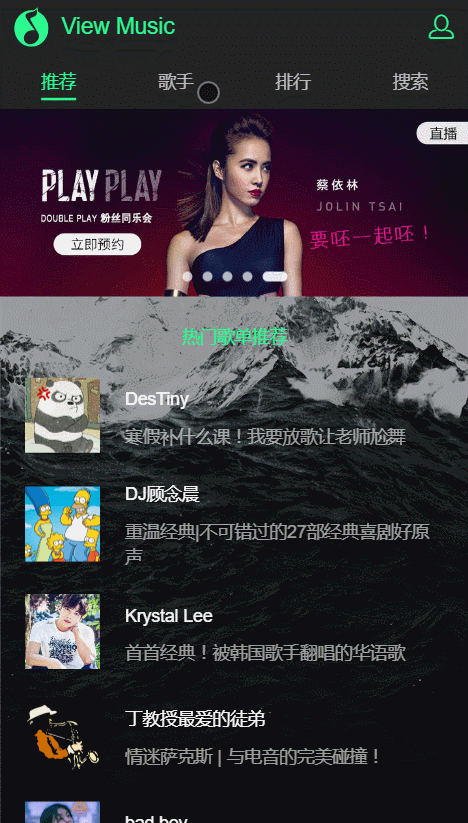 View Music
推荐
歌手
排行
搜索
直播
PLAY PLAY
DOUBLE PLAY 粉丝同乐会
立即预约
蔡依林
JOLIN TSAI
要呸一起呸！
热门歌单推荐
DesTiny
寒假补什么课！我要放歌让老师尬舞
DJ顾念晨
重温经典|不可错过的27部经典喜剧好原
声
Krystal Lee
首首经典！被韩国歌手翻唱的华语歌
丁教授最爱的徒弟
情迷萨克斯 | 与电音的完美碰撞！
bad boy